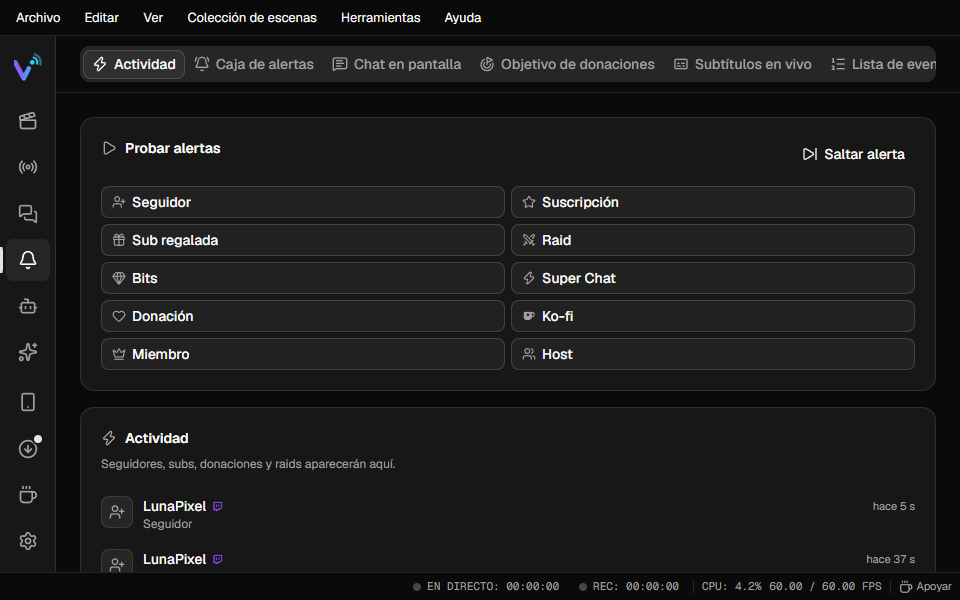 Archivo Editar Ver Colección de escenas Herramientas Ayuda
Actividad Caja de alertas Chat en pantalla Objetivo de donaciones Subtítulos en vivo Lista de even
Probar alertas
Saltar alerta
Seguidor Suscripción
Sub regalada Raid
Bits Super Chat
Donación Ko-fi
Miembro Host
Actividad
Seguidores, subs, donaciones y raids aparecerán aquí.
LunaPixel hace 5 s
Seguidor
LunaPixel hace 37 s
EN DIRECTO: 00:00:00 REC: 00:00:00 CPU: 4.2% 60.00 / 60.00 FPS Apoyar